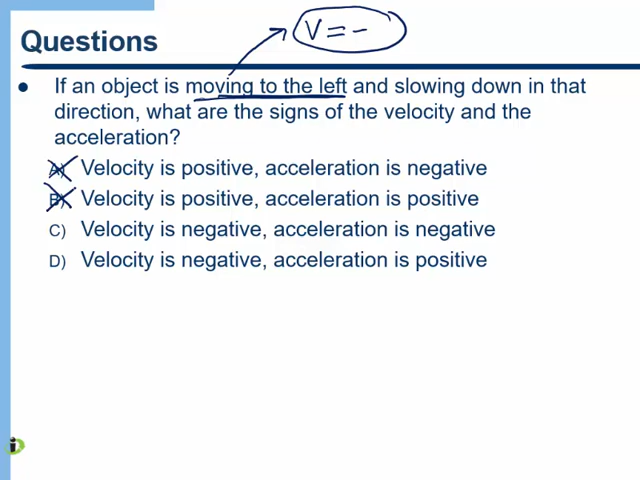 V = -
Questions
If an object is moving to the left and slowing down in that
direction, what are the signs of the velocity and the
acceleration?
A) Velocity is positive, acceleration is negative
B) Velocity is positive, acceleration is positive
C) Velocity is negative, acceleration is negative
D) Velocity is negative, acceleration is positive